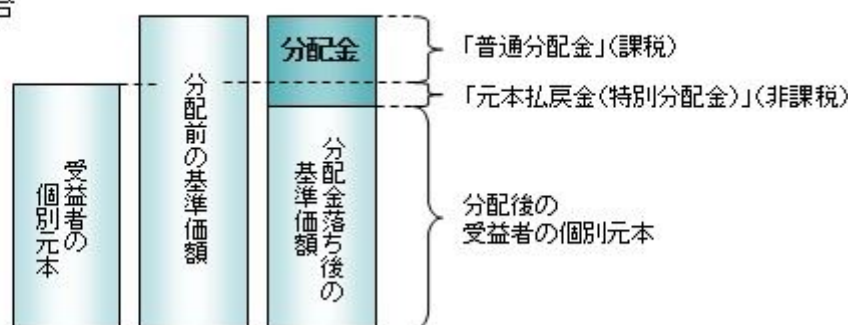 分配金
「普通分配金」(課税)
「元本払戻金(特別分配金)」(非課税)
受益者の
個別元本
分配前の基準価額
分配金落ち後の
基準価額
分配後の
受益者の個別元本